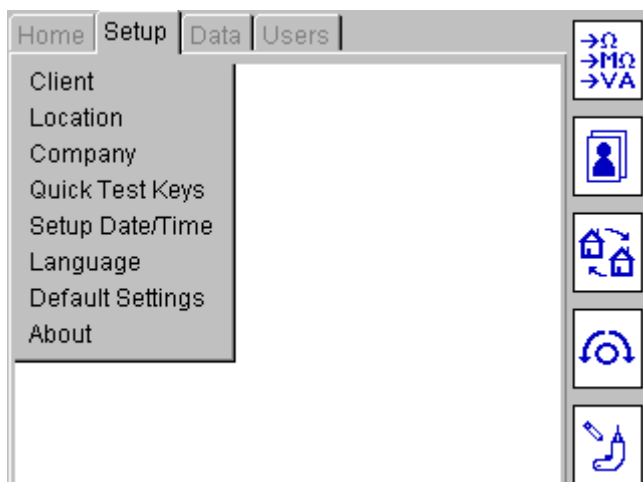 Home Setup Data Users
Client
Location
Company
Quick Test Keys
Setup Date/Time
Language
Default Settings
About
→Ω
→MΩ
→VA